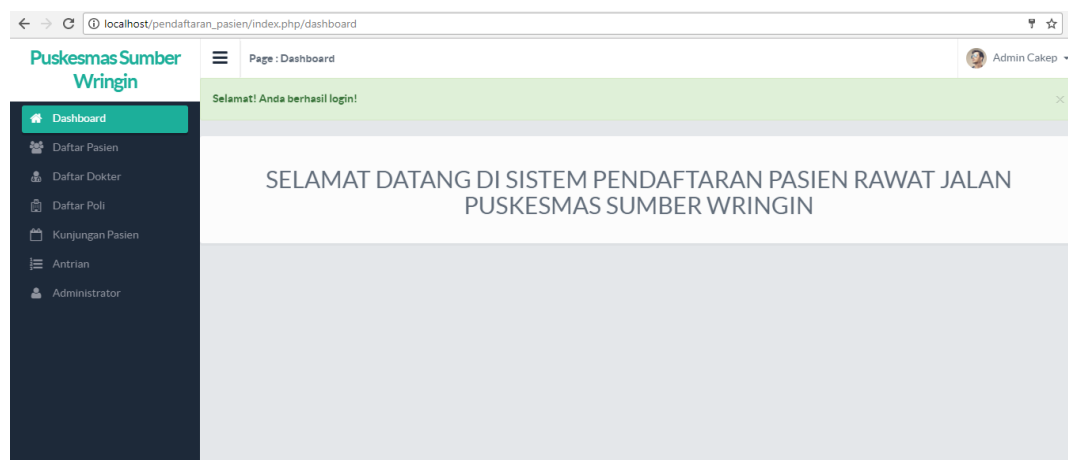 localhost/pendaftaran_pasien/index.php/dashboard
Puskesmas Sumber
Wringin
Page : Dashboard
Admin Cakep
Selamat! Anda berhasil login!
×
Dashboard
Daftar Pasien
Daftar Dokter
Daftar Poli
Kunjungan Pasien
Antrian
Administrator
SELAMAT DATANG DI SISTEM PENDAFTARAN PASIEN RAWAT JALAN
PUSKESMAS SUMBER WRINGIN